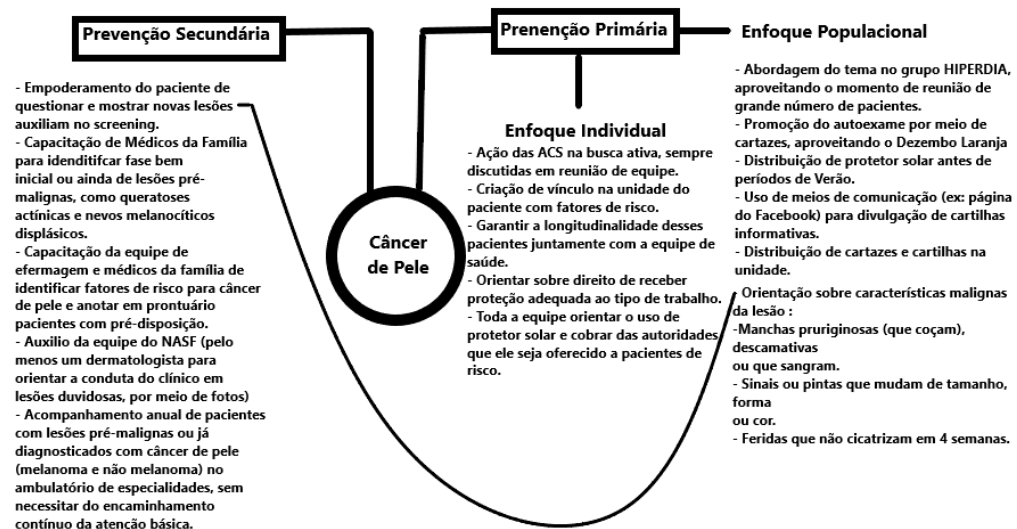 Prevenção Secundária
- Empoderamento do paciente de
questionar e mostrar novas lesões
auxiliam no screening.
- Capacitação de Médicos da Família
para idenditifcar fase bem
inicial ou ainda de lesões pré-
malignas, como queratoses
actínicas e nevos melanocíticos
displásicos.
- Capacitação da equipe de
efermagem e médicos da família de
identificar fatores de risco para câncer
de pele e anotar em prontuário
pacientes com pré-disposição.
- Auxilio da equipe do NASF (pelo
menos um dermatologista para
orientar a conduta do clínico em
lesões duvidosas, por meio de fotos)
- Acompanhamento anual de pacientes
com lesões pré-malignas ou já
diagnosticados com câncer de pele
(melanoma e não melanoma) no
ambulatório de especialidades, sem
necessitar do encaminhamento
contínuo da atenção básica.
Câncer
de Pele
Prenenção Primária
Enfoque Individual
- Ação das ACS na busca ativa, sempre
discutidas em reunião de equipe.
- Criação de vínculo na unidade do
paciente com fatores de risco.
- Garantir a longitudinalidade desses
pacientes juntamente com a equipe de
saúde.
- Orientar sobre direito de receber
proteção adequada ao tipo de trabalho.
- Toda a equipe orientar o uso de
protetor solar e cobrar das autoridades
que ele seja oferecido a pacientes de
risco.
Enfoque Populacional
- Abordagem do tema no grupo HIPERDIA,
aproveitando o momento de reunião de
grande número de pacientes.
- Promoção do autoexame por meio de
cartazes, aproveitando o Dezembo Laranja
- Distribuição de protetor solar antes de
períodos de Verão.
- Uso de meios de comunicação (ex: página
do Facebook) para divulgação de cartilhas
informativas.
- Distribuição de cartazes e cartilhas na
unidade.
- Orientação sobre características malignas
da lesão :
-Manchas pruriginosas (que coçam),
descamativas
ou que sangram.
- Sinais ou pintas que mudam de tamanho,
forma
ou cor.
- Feridas que não cicatrizam em 4 semanas.